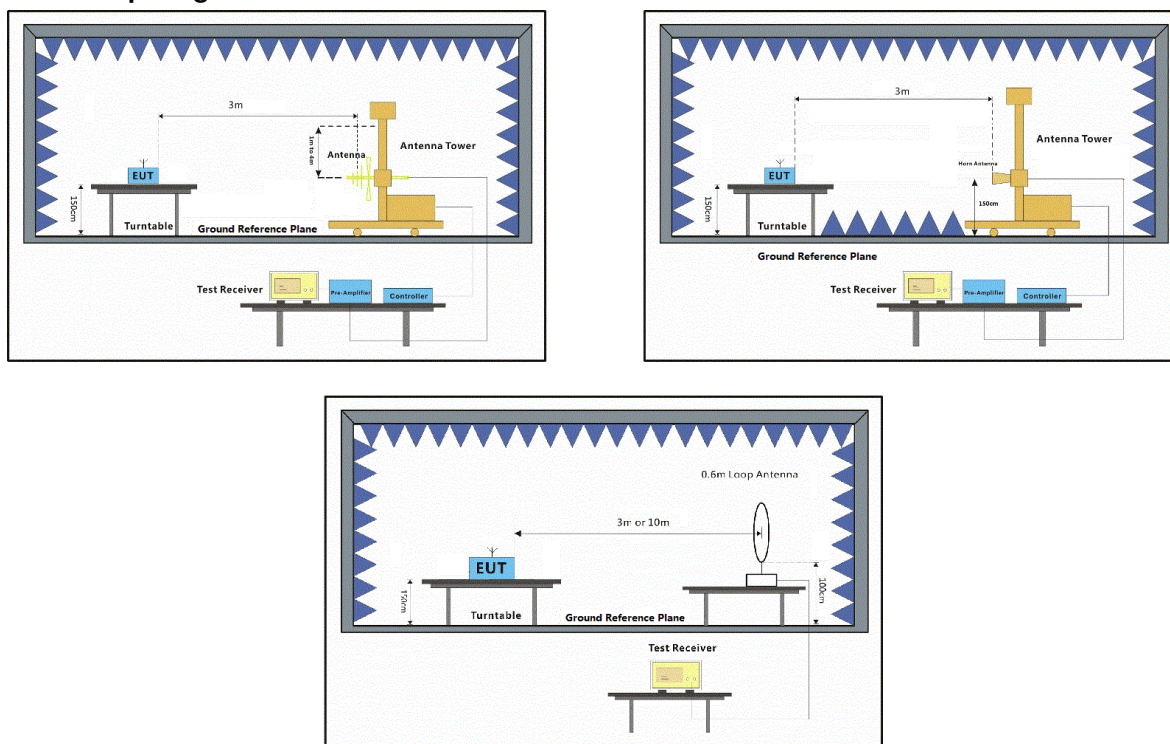 3m
1m to 4m
Antenna
Antenna Tower
EUT
150cm
Turntable
Ground Reference Plane
Test Receiver
Pre-Amplifier
Controller
3m
Antenna Tower
Horn Antenna
EUT
150cm
150cm
Turntable
Ground Reference Plane
Test Receiver
Pre-Amplifier
Controller
0.6m Loop Antenna
3m or 10m
EUT
150cm
100cm
Turntable
Ground Reference Plane
Test Receiver